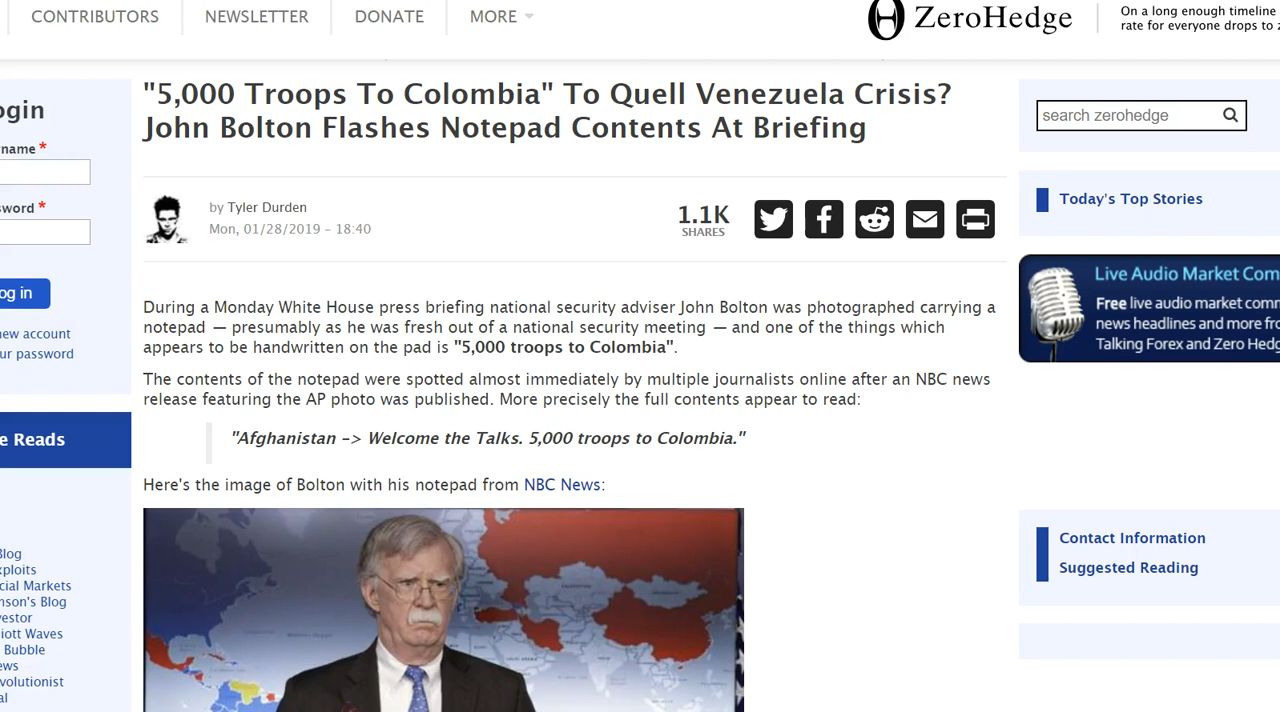 CONTRIBUTORS NEWSLETTER DONATE MORE
ZeroHedge
On a long enough timeline
rate for everyone drops to
ogin
name *
sword *
og in
new account
ur password
e Reads
Blog
xploits
cial Markets
nson's Blog
vestor
iott Waves
Bubble
ews
volutionist
al
"5,000 Troops To Colombia" To Quell Venezuela Crisis?
John Bolton Flashes Notepad Contents At Briefing
by Tyler Durden
Mon, 01/28/2019 – 18:40
1.1K
SHARES
During a Monday White House press briefing national security adviser John Bolton was photographed carrying a
notepad — presumably as he was fresh out of a national security meeting — and one of the things which
appears to be handwritten on the pad is "5,000 troops to Colombia".
The contents of the notepad were spotted almost immediately by multiple journalists online after an NBC news
release featuring the AP photo was published. More precisely the full contents appear to read:
"Afghanistan –> Welcome the Talks. 5,000 troops to Colombia."
Here's the image of Bolton with his notepad from NBC News:
search zerohedge
Today's Top Stories
Live Audio Market Com
Free live audio market comm
news headlines and more fro
Talking Forex and Zero Hedg
Contact Information
Suggested Reading